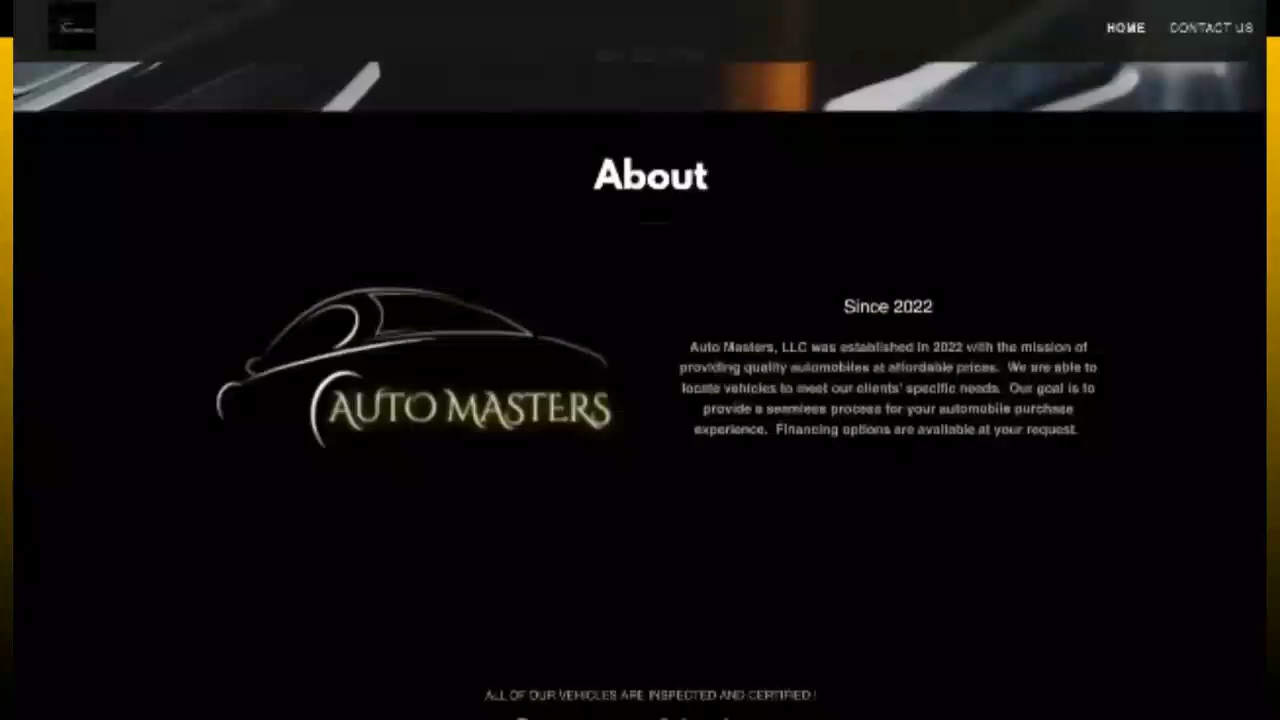 HOME CONTACT US
About
Since 2022
Auto Masters, LLC was established in 2022 with the mission of
providing quality automobiles at affordable prices. We are able to
locate vehicles to meet our clients' specific needs. Our goal is to
provide a seamless process for your automobile purchase
experience. Financing options are available at your request.
AUTO MASTERS
ALL OF OUR VEHICLES ARE INSPECTED AND CERTIFIED!